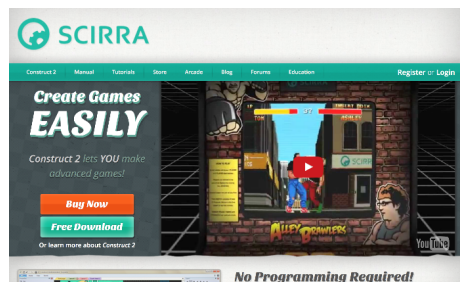 SCIRRA
Construct 2 Manual Tutorials Store Arcade Blog Forums Education Register or Login
Create Games
EASILY
Construct 2 lets YOU make
advanced games!
Buy Now
Free Download
Or learn more about Construct 2
TOM
SCIRRA
ALLEY BRAWLERS
YouTube
No Programming Required!